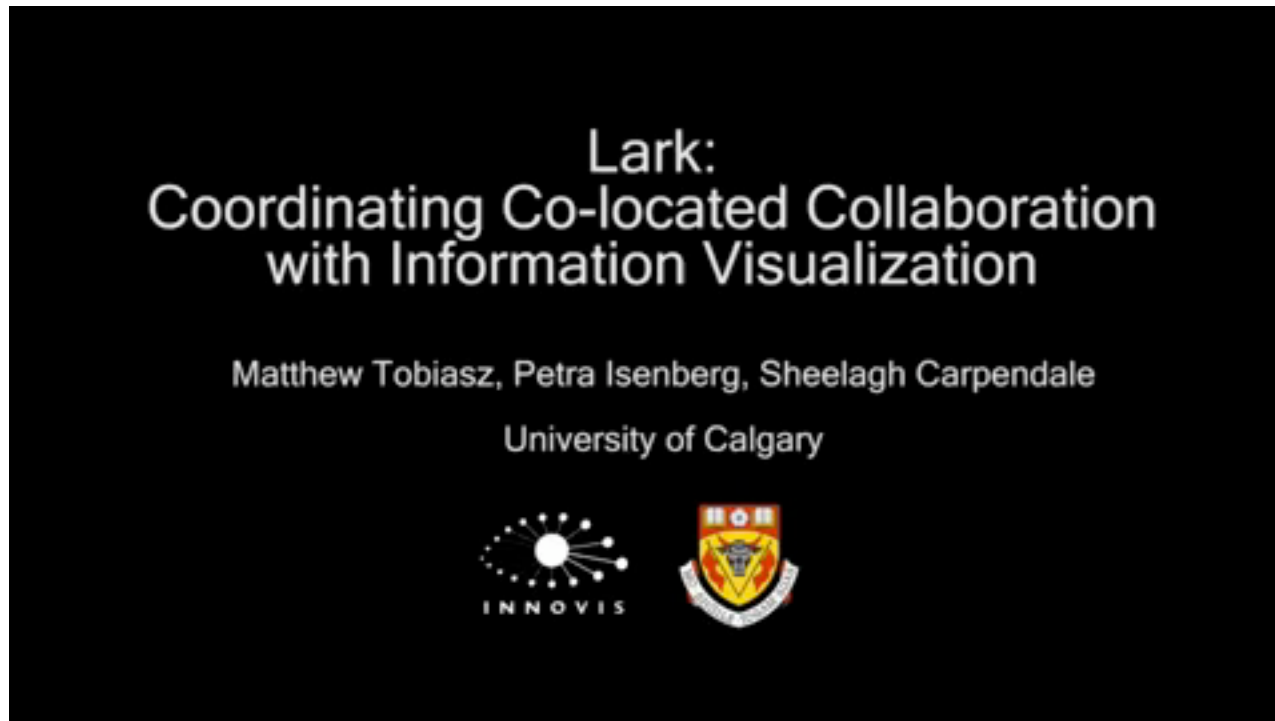 Lark:
Coordinating Co-located Collaboration
with Information Visualization
Matthew Tobiasz, Petra Isenberg, Sheelagh Carpendale
University of Calgary
INNOVIS